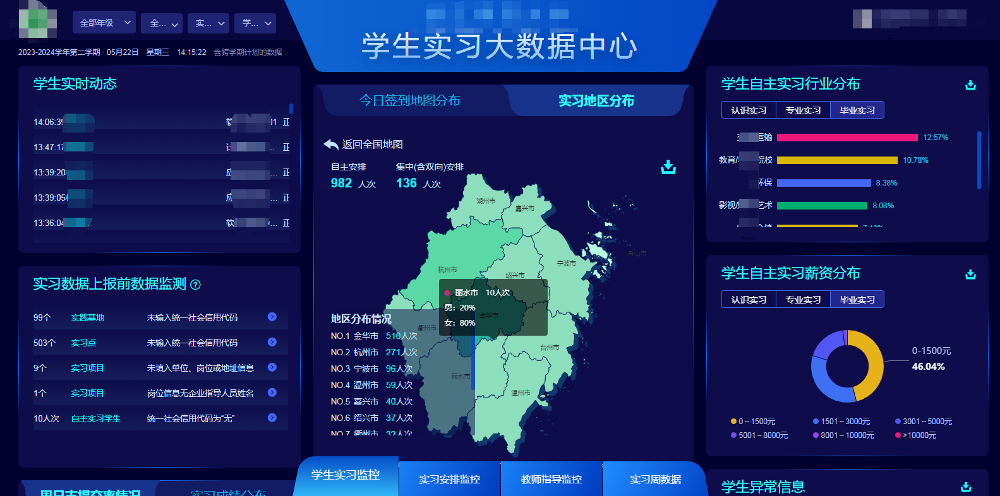 全部年级
全...
实...
学...
2023-2024学年第二学期 · 05月22日 星期三 14:15:22 含跨学期计划的数据
学生实习大数据中心
学生实时动态
14:06:39
01 正
13:47:17
... 正
13:39:20
应 ... 正
13:39:05
应 ... 正
13:36:04
软 ... 正
实习数据上报前数据监测
99个 实践基地 未输入统一社会信用代码
503个 实习点 未输入统一社会信用代码
9个 实习项目 未填入单位、岗位或地址信息
1个 实习项目 岗位信息无企业指导人员姓名
10人次 自主实习学生 统一社会信用代码为“无”
周日志提交率情况
实习成绩分布
今日签到地图分布
实习地区分布
返回全国地图
自主安排
982 人次
集中(含双向)安排
136 人次
湖州市
嘉兴市
舟山市
杭州市
宁波市
绍兴市
金华市
衢州市
台州市
丽水市
温州市
丽水市 10人次
男: 20%
女: 80%
地区分布情况
NO.1 金华市 510人次
NO.2 杭州市 271人次
NO.3 宁波市 96人次
NO.4 温州市 59人次
NO.5 嘉兴市 40人次
NO.6 绍兴市 37人次
NO.7 衢州市 32人次
学生实习监控
实习安排监控
教师指导监控
实习周数据
学生自主实习行业分布
认识实习
专业实习
毕业实习
运输 12.57%
教育/ 院校 10.78%
环保 8.38%
影视/ 艺术 8.08%
学生自主实习薪资分布
认识实习
专业实习
毕业实习
0-1500元
46.04%
0～1500元
1501～3000元
3001～5000元
5001～8000元
8001～10000元
>10000元
学生异常信息